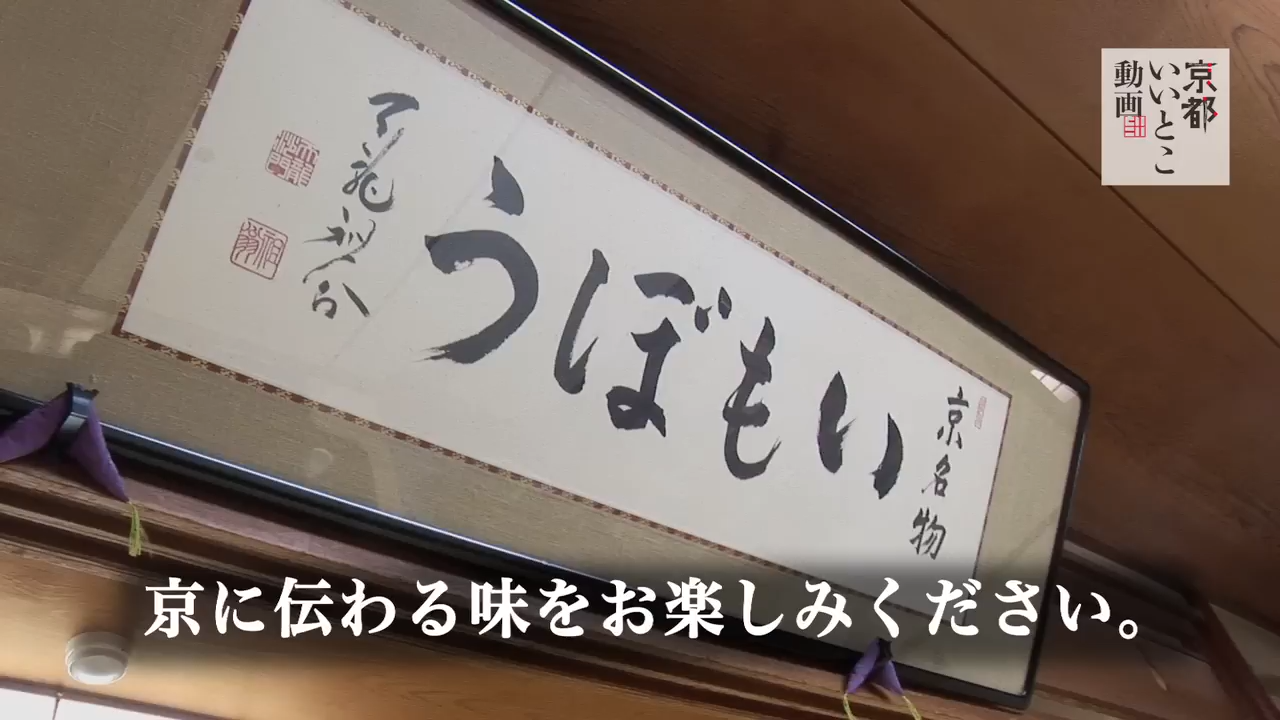 京都
いいとこ
動画
京名物
いもぼう
京に伝わる味をお楽しみください。